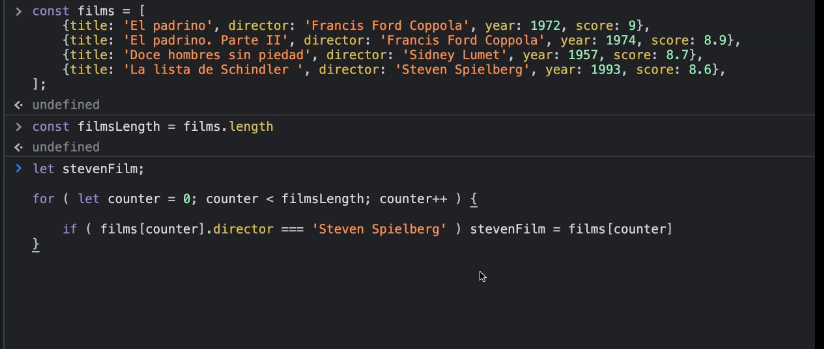 > const films = [
{title: 'El padrino', director: 'Francis Ford Coppola', year: 1972, score: 9},
{title: 'El padrino. Parte II', director: 'Francis Ford Coppola', year: 1974, score: 8.9},
{title: 'Doce hombres sin piedad', director: 'Sidney Lumet', year: 1957, score: 8.7},
{title: 'La lista de Schindler ', director: 'Steven Spielberg', year: 1993, score: 8.6},
];
undefined
> const filmsLength = films.length
undefined
> let stevenFilm;
for ( let counter = 0; counter < filmsLength; counter++ ) {
if ( films[counter].director === 'Steven Spielberg' ) stevenFilm = films[counter]
}